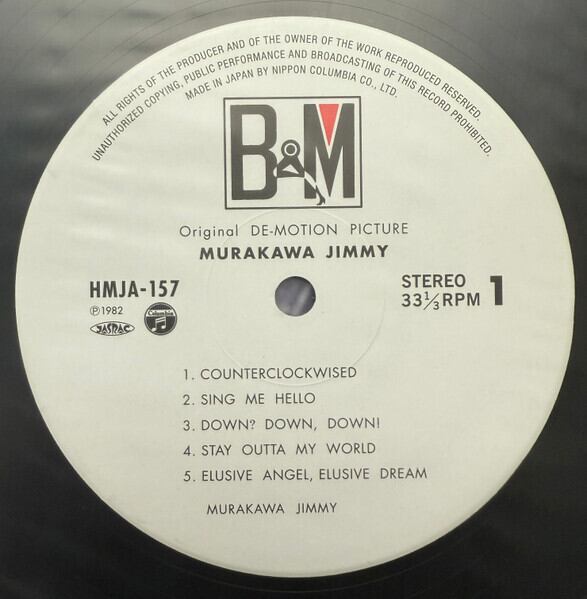 ALL RIGHTS OF THE PRODUCER AND OF THE OWNER OF THE WORK REPRODUCED RESERVED.
UNAUTHORIZED COPYING, PUBLIC PERFORMANCE AND BROADCASTING OF THIS RECORD PROHIBITED.
MADE IN JAPAN BY NIPPON COLUMBIA CO., LTD.
B&M
Original DE-MOTION PICTURE
MURAKAWA JIMMY
HMJA-157
STEREO
33⅓ RPM 1
Ⓟ1982
JASRAC
Columbia
1. COUNTERCLOCKWISED
2. SING ME HELLO
3. DOWN? DOWN, DOWN!
4. STAY OUTTA MY WORLD
5. ELUSIVE ANGEL, ELUSIVE DREAM
MURAKAWA JIMMY